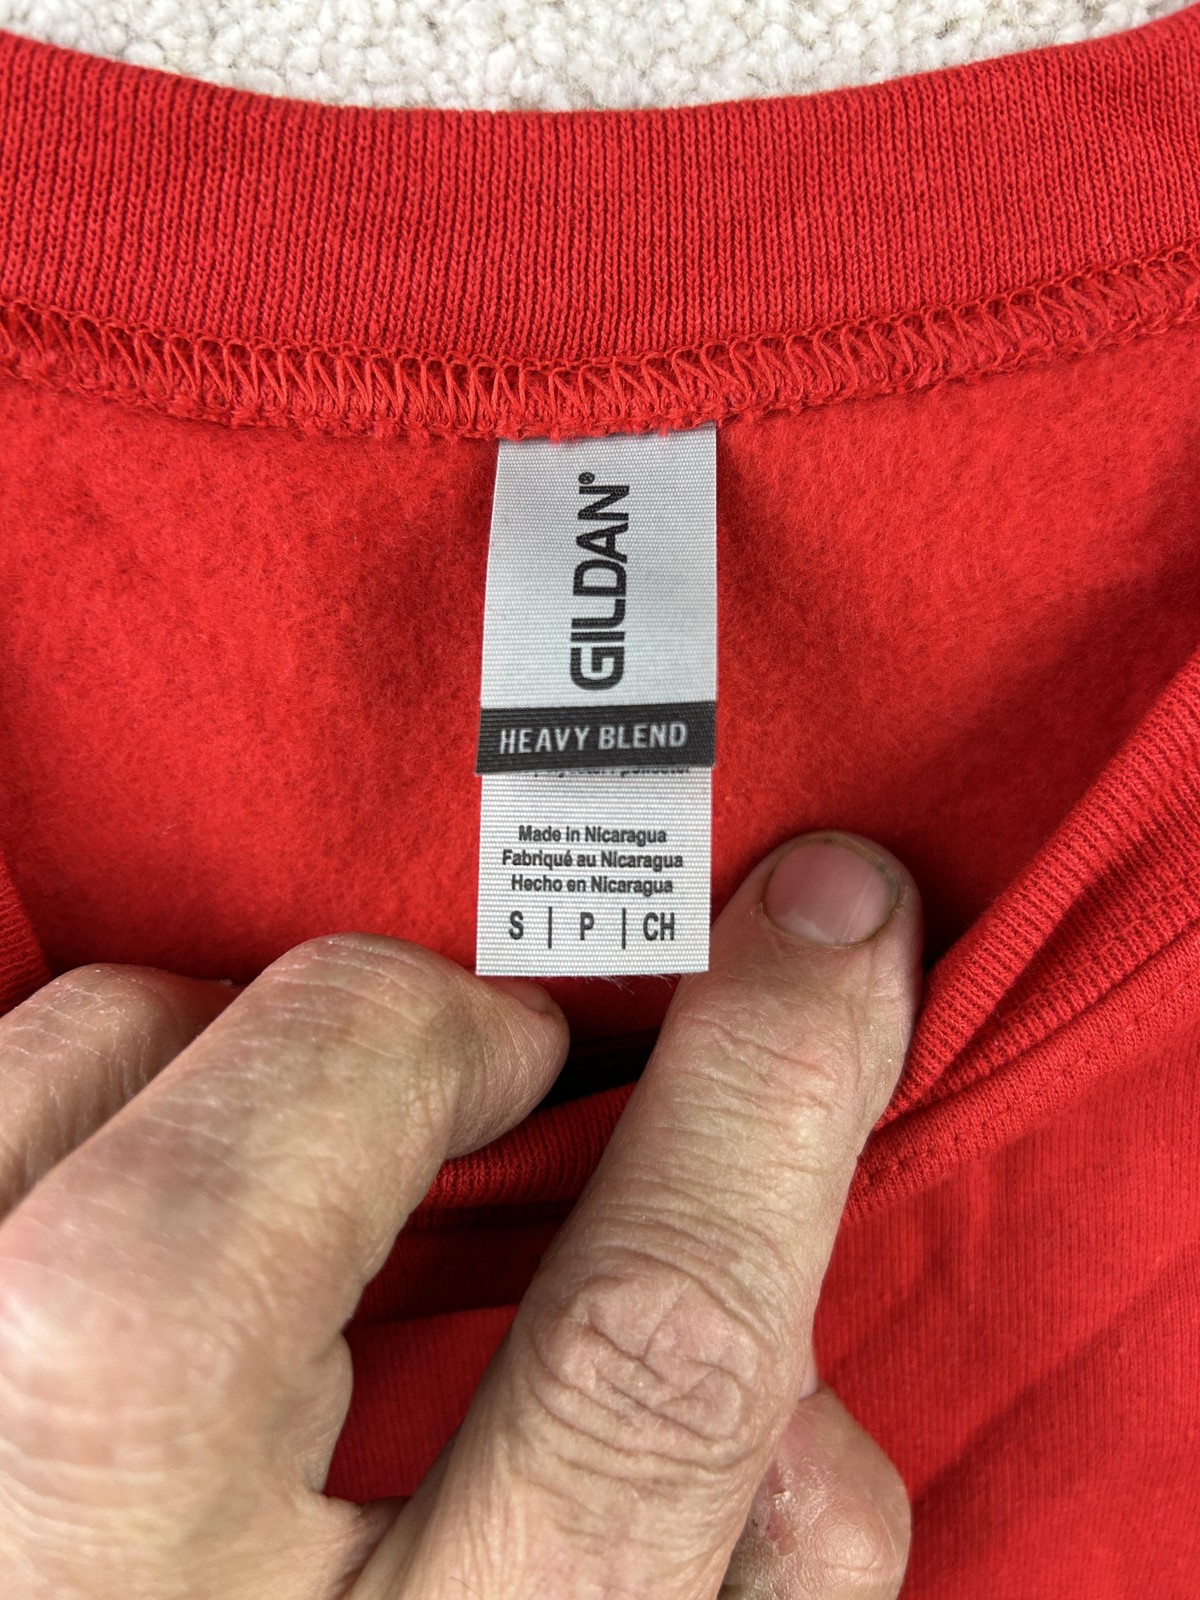 GILDAN®
HEAVY BLEND
Made in Nicaragua
Fabriqué au Nicaragua
Hecho en Nicaragua
S | P | CH